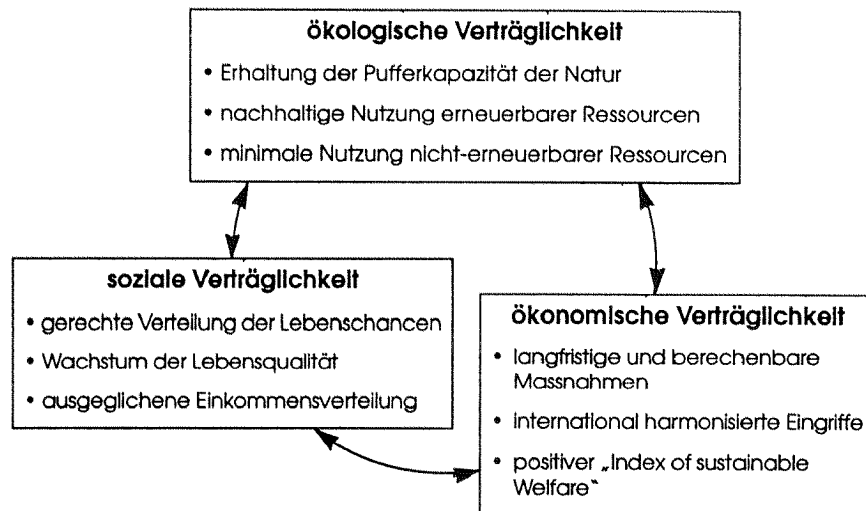 ökologische Verträglichkeit
• Erhaltung der Pufferkapazität der Natur
• nachhaltige Nutzung erneuerbarer Ressourcen
• minimale Nutzung nicht-erneuerbarer Ressourcen
soziale Verträglichkeit
• gerechte Verteilung der Lebenschancen
• Wachstum der Lebensqualität
• ausgeglichene Einkommensverteilung
ökonomische Verträglichkeit
• langfristige und berechenbare
Massnahmen
• international harmonisierte Eingriffe
• positiver „Index of sustainable
Welfare“